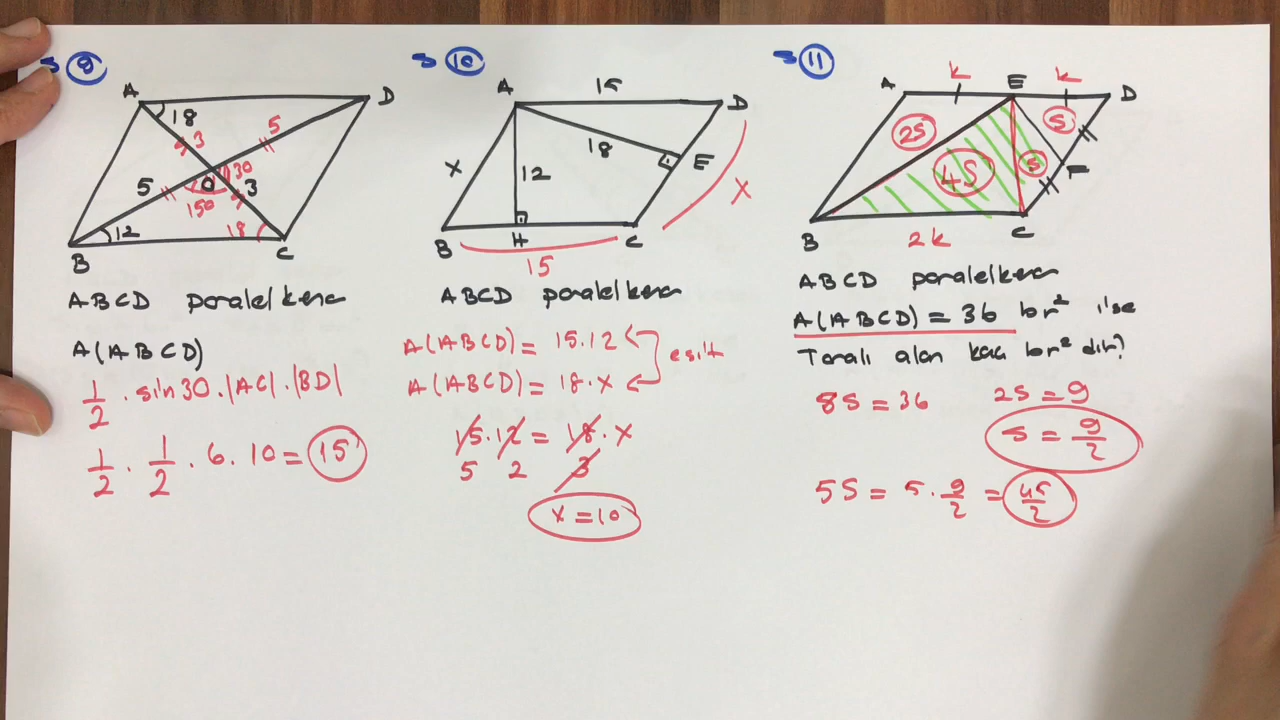 S 9
A
D
18
3
5
5
O
30
3
150
12
18
B
C
ABCD paralelkenar
A(ABCD)
1/2 . sin30 . |AC| . |BD|
1/2 . 1/2 . 6 . 10 = 15
S 10
A
15
D
18
E
x
12
x
B
H
C
15
ABCD paralelkenar
A(ABCD) = 15.12
esit
A(ABCD) = 18.x
15.12 = 18.x
5 2 3
x = 10
S 11
k
k
A
E
D
2S
S
4S
S
F
B
C
2k
ABCD paralelkenar
A(ABCD) = 36 br² ise
Taralı alan kaç br² dir?
8S = 36 2S = 9
S = 9/2
5S = 5 . 9/2 = 45/2